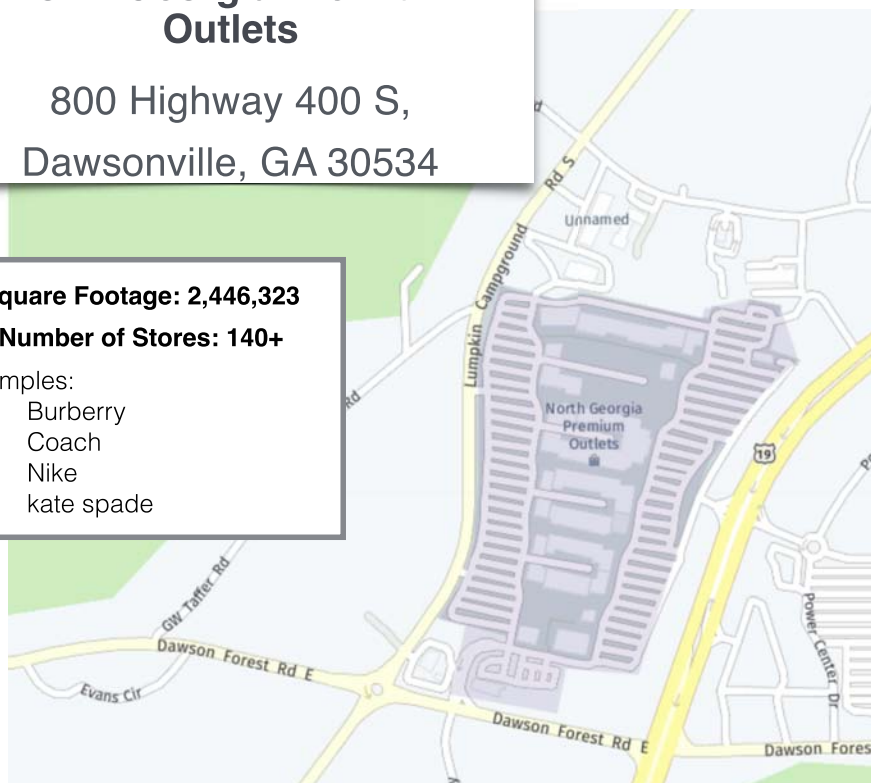 Outlets
800 Highway 400 S,
Dawsonville, GA 30534
quare Footage: 2,446,323
Number of Stores: 140+
mples:
Burberry
Coach
Nike
kate spade
Rd S
Unnamed
Lumpkin Campground
Rd
North Georgia
Premium
Outlets
19
GW Taffer Rd
Dawson Forest Rd E
Evans Cir
Power Center Dr
Dawson Forest Rd E
Dawson Fores